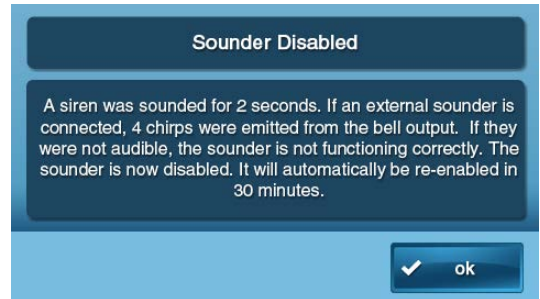 Sounder Disabled
A siren was sounded for 2 seconds. If an external sounder is
connected, 4 chirps were emitted from the bell output. If they
were not audible, the sounder is not functioning correctly. The
sounder is now disabled. It will automatically be re-enabled in
30 minutes.
ok